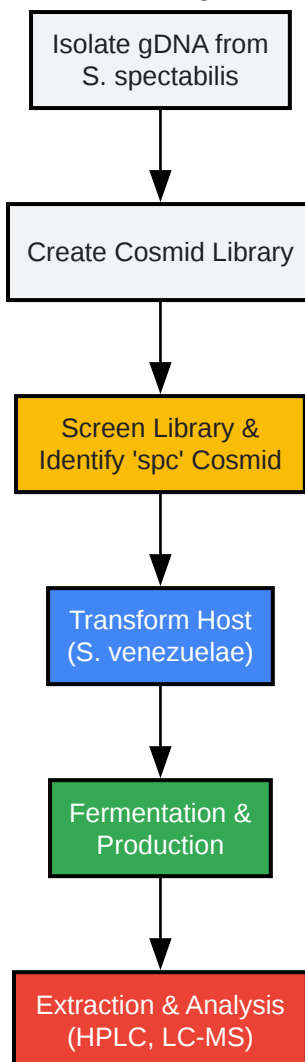 Isolate gDNA from
S. spectabilis
Create Cosmid Library
Screen Library &
Identify 'spc' Cosmid
Transform Host
(S. venezuelae)
Fermentation &
Production
Extraction & Analysis
(HPLC, LC-MS)